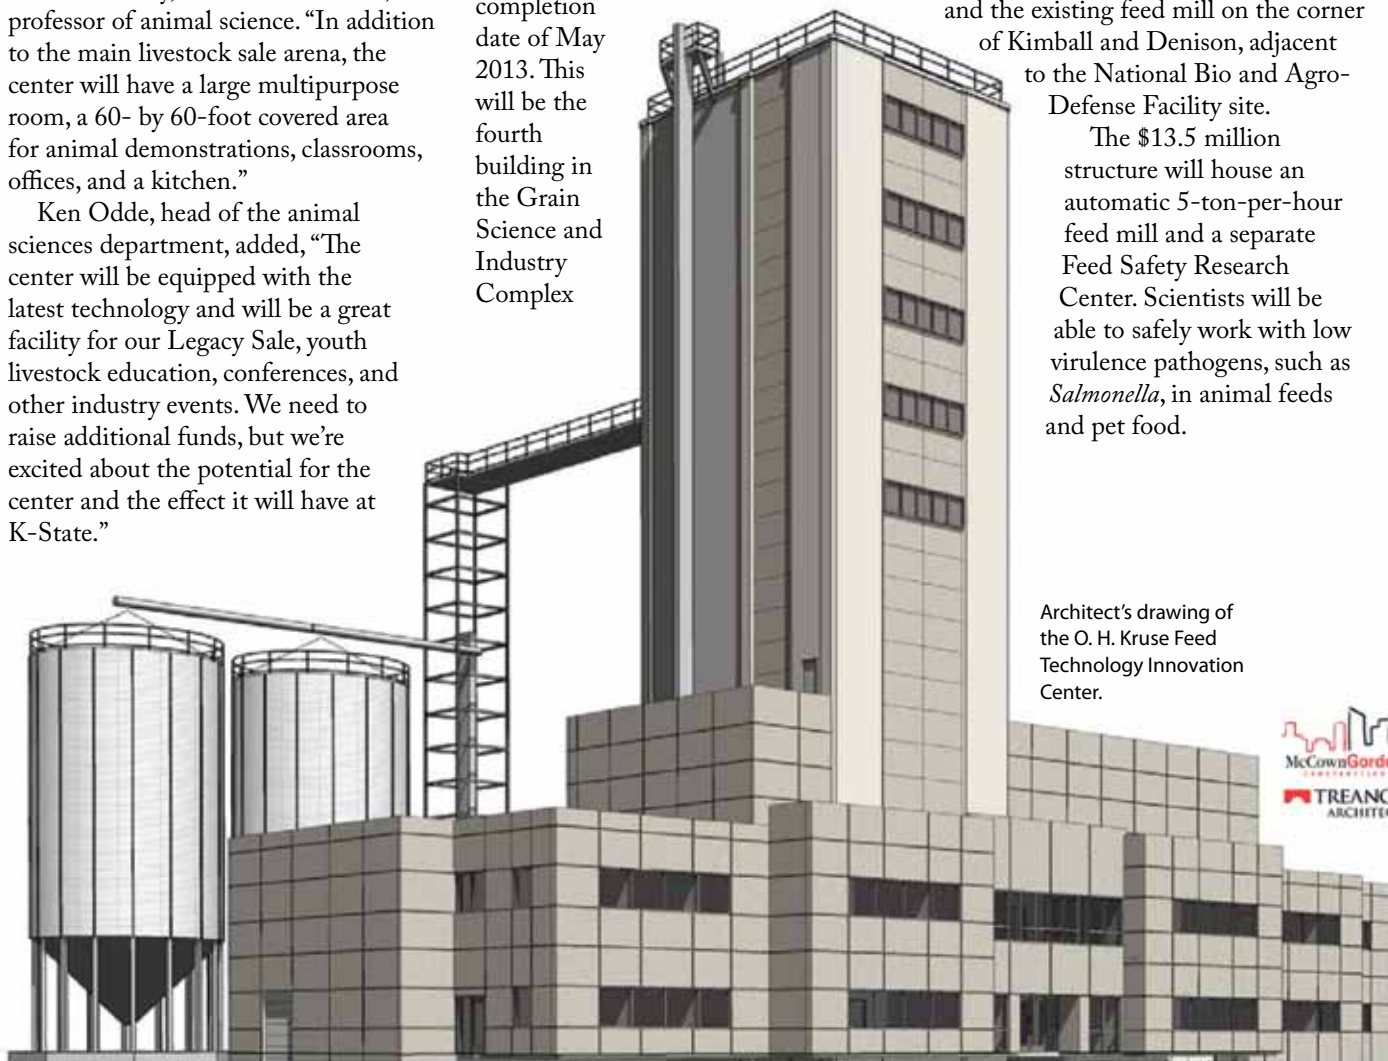 professor of animal science. “In addition
to the main livestock sale arena, the
center will have a large multipurpose
room, a 60- by 60-foot covered area
for animal demonstrations, classrooms,
offices, and a kitchen.”
Ken Odde, head of the animal
sciences department, added, “The
center will be equipped with the
latest technology and will be a great
facility for our Legacy Sale, youth
livestock education, conferences, and
other industry events. We need to
raise additional funds, but we’re
excited about the potential for the
center and the effect it will have at
K-State.”
completion
date of May
2013. This
will be the
fourth
building in
the Grain
Science and
Industry
Complex
and the existing feed mill on the corner
of Kimball and Denison, adjacent
to the National Bio and Agro-
Defense Facility site.
The $13.5 million
structure will house an
automatic 5-ton-per-hour
feed mill and a separate
Feed Safety Research
Center. Scientists will be
able to safely work with low
virulence pathogens, such as
Salmonella, in animal feeds
and pet food.
Architect’s drawing of
the O. H. Kruse Feed
Technology Innovation
Center.